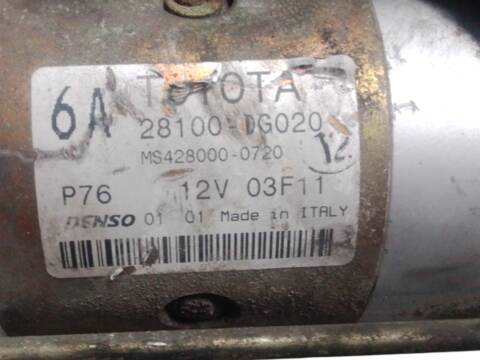 6A TOYOTA
28100-0G020
MS428000-0720 12.
P76 12V 03F11
DENSO 01 01 Made in ITALY